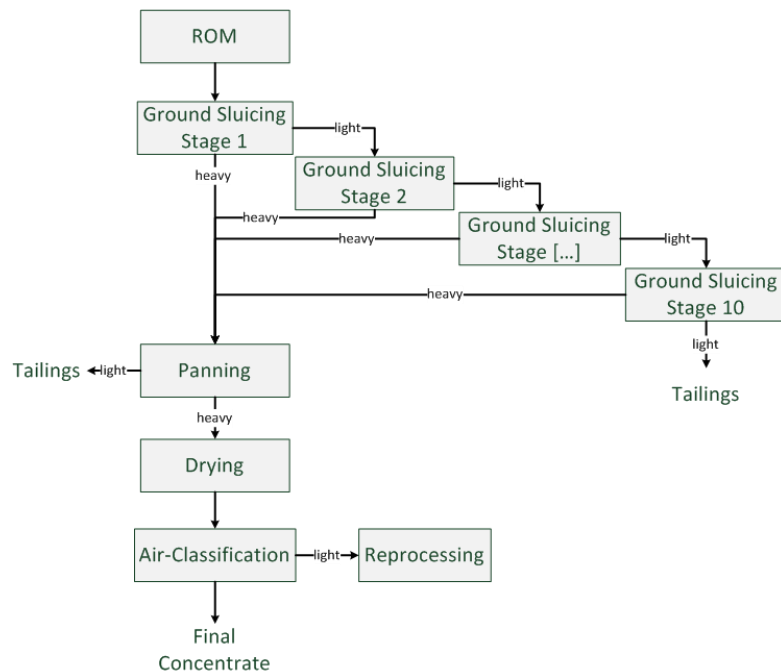 ROM
Ground Sluicing
Stage 1
light
heavy
Ground Sluicing
Stage 2
light
heavy
Ground Sluicing
Stage [...]
light
heavy
Ground Sluicing
Stage 10
heavy
light
Tailings
Panning
light
Tailings
heavy
Drying
Air-Classification
light
Reprocessing
Final
Concentrate